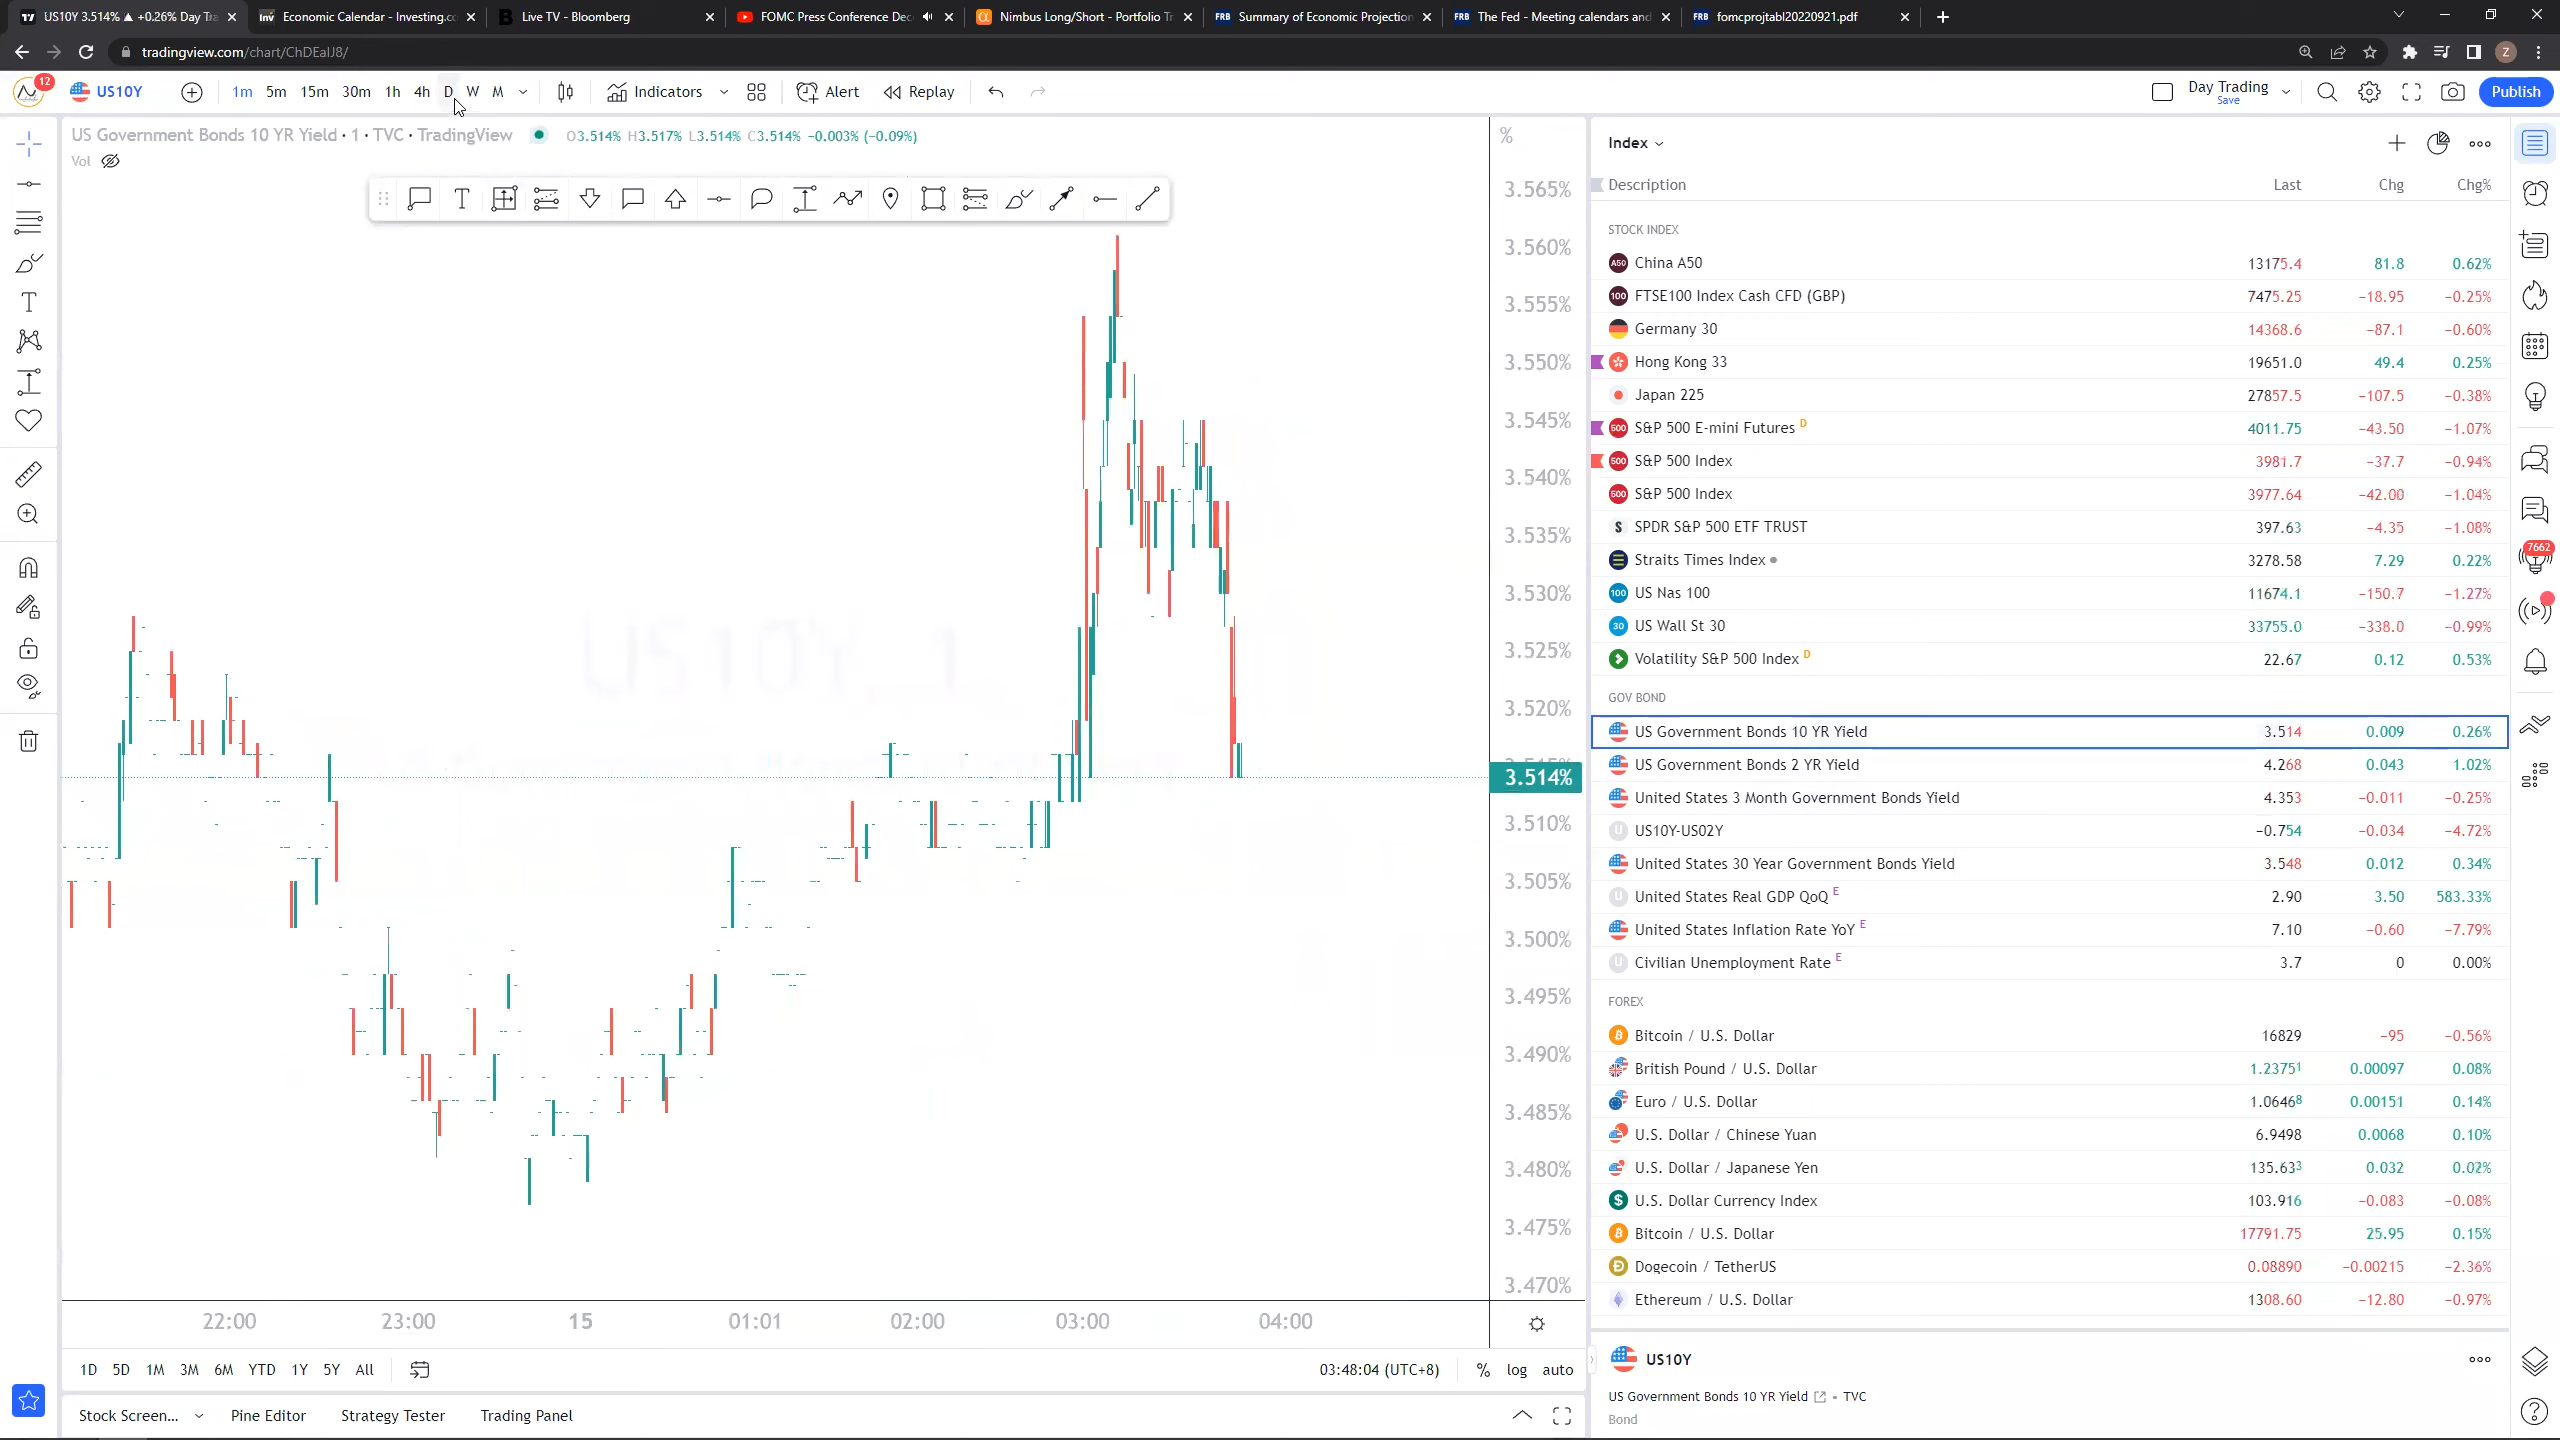 US10Y 3.514% ▲ +0.26% Day Tra
Economic Calendar - Investing.co
Live TV - Bloomberg
FOMC Press Conference Dec
Nimbus Long/Short - Portfolio Tr
Summary of Economic Projection
The Fed - Meeting calendars and
fomcprojtabl20220921.pdf
tradingview.com/chart/ChDEaIJ8/
12
US10Y
1m 5m 15m 30m 1h 4h D W M
Indicators
Alert
Replay
Day Trading
Save
Publish
US Government Bonds 10 YR Yield · 1 · TVC · TradingView
O3.514% H3.517% L3.514% C3.514% −0.003% (−0.09%)
Vol
%
3.565%
3.560%
3.555%
3.550%
3.545%
3.540%
3.535%
3.530%
3.525%
3.520%
3.514%
3.510%
3.505%
3.500%
3.495%
3.490%
3.485%
3.480%
3.475%
3.470%
US10Y, 1
22:00 23:00 15 01:01 02:00 03:00 04:00
1D 5D 1M 3M 6M YTD 1Y 5Y All
03:48:04 (UTC+8) % log auto
Stock Screen... Pine Editor Strategy Tester Trading Panel
Index
Description Last Chg Chg%
STOCK INDEX
China A50 13175.4 81.8 0.62%
FTSE100 Index Cash CFD (GBP) 7475.25 −18.95 −0.25%
Germany 30 14368.6 −87.1 −0.60%
Hong Kong 33 19651.0 49.4 0.25%
Japan 225 27857.5 −107.5 −0.38%
S&P 500 E-mini Futures D 4011.75 −43.50 −1.07%
S&P 500 Index 3981.7 −37.7 −0.94%
S&P 500 Index 3977.64 −42.00 −1.04%
SPDR S&P 500 ETF TRUST 397.63 −4.35 −1.08%
Straits Times Index 3278.58 7.29 0.22%
US Nas 100 11674.1 −150.7 −1.27%
US Wall St 30 33755.0 −338.0 −0.99%
Volatility S&P 500 Index D 22.67 0.12 0.53%
GOV BOND
US Government Bonds 10 YR Yield 3.514 0.009 0.26%
US Government Bonds 2 YR Yield 4.268 0.043 1.02%
United States 3 Month Government Bonds Yield 4.353 −0.011 −0.25%
US10Y-US02Y −0.754 −0.034 −4.72%
United States 30 Year Government Bonds Yield 3.548 0.012 0.34%
United States Real GDP QoQ E 2.90 3.50 583.33%
United States Inflation Rate YoY E 7.10 −0.60 −7.79%
Civilian Unemployment Rate E 3.7 0 0.00%
FOREX
Bitcoin / U.S. Dollar 16829 −95 −0.56%
British Pound / U.S. Dollar 1.23751 0.00097 0.08%
Euro / U.S. Dollar 1.06468 0.00151 0.14%
U.S. Dollar / Chinese Yuan 6.9498 0.0068 0.10%
U.S. Dollar / Japanese Yen 135.633 0.032 0.02%
U.S. Dollar Currency Index 103.916 −0.083 −0.08%
Bitcoin / U.S. Dollar 17791.75 25.95 0.15%
Dogecoin / TetherUS 0.08890 −0.00215 −2.36%
Ethereum / U.S. Dollar 1308.60 −12.80 −0.97%
US10Y
US Government Bonds 10 YR Yield • TVC
Bond
7662